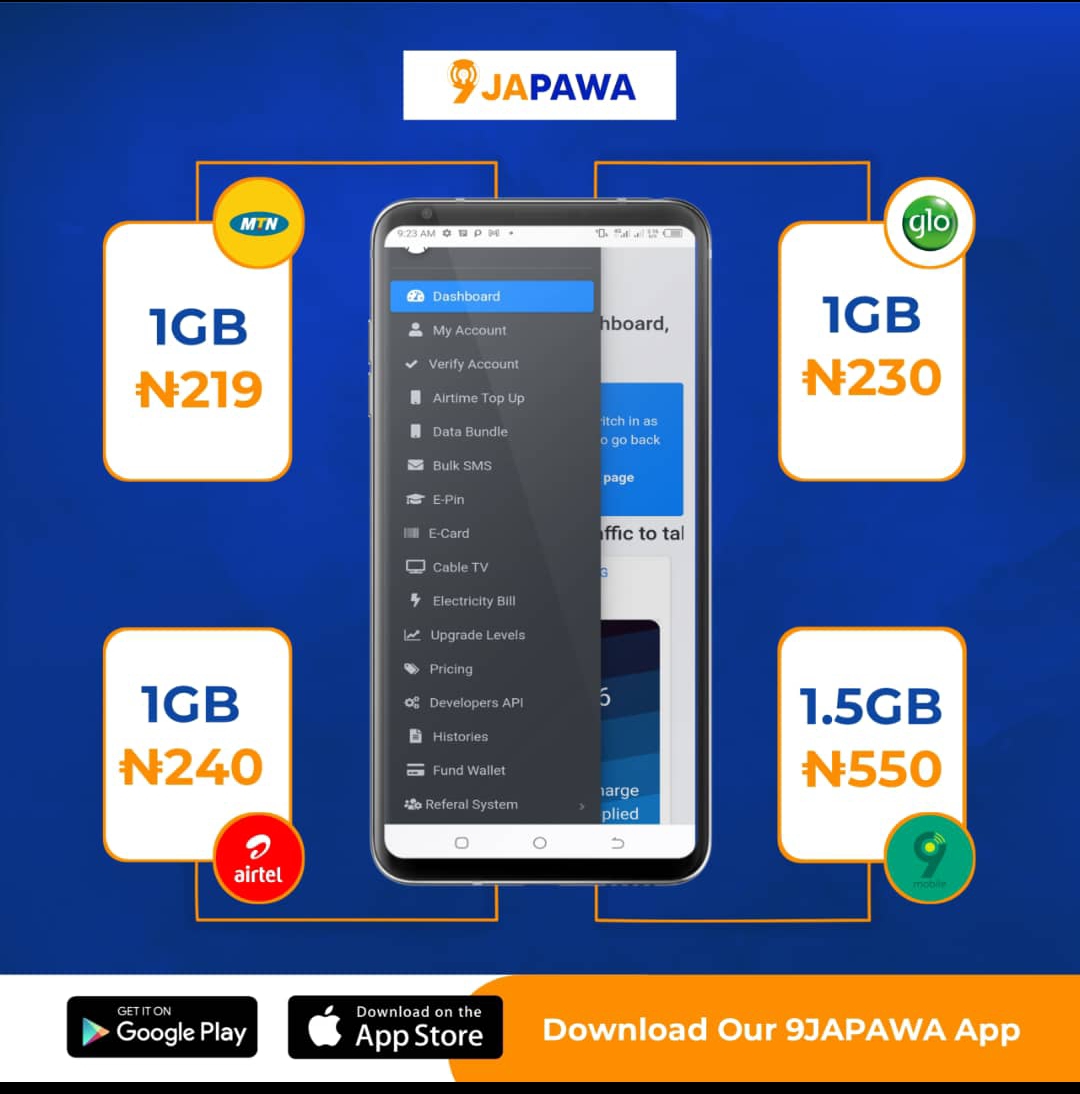 9JAPAWA
MTN
1GB
₦219
glo
1GB
₦230
9:23 AM
Dashboard
My Account
Verify Account
Airtime Top Up
Data Bundle
Bulk SMS
E-Pin
E-Card
Cable TV
Electricity Bill
Upgrade Levels
Pricing
Developers API
Histories
Fund Wallet
Referal System
hboard,
itch in as
o go back
page
ffic to tal
G
6
harge
plied
1GB
₦240
airtel
1.5GB
₦550
9
mobile
GET IT ON
Google Play
Download on the
App Store
Download Our 9JAPAWA App